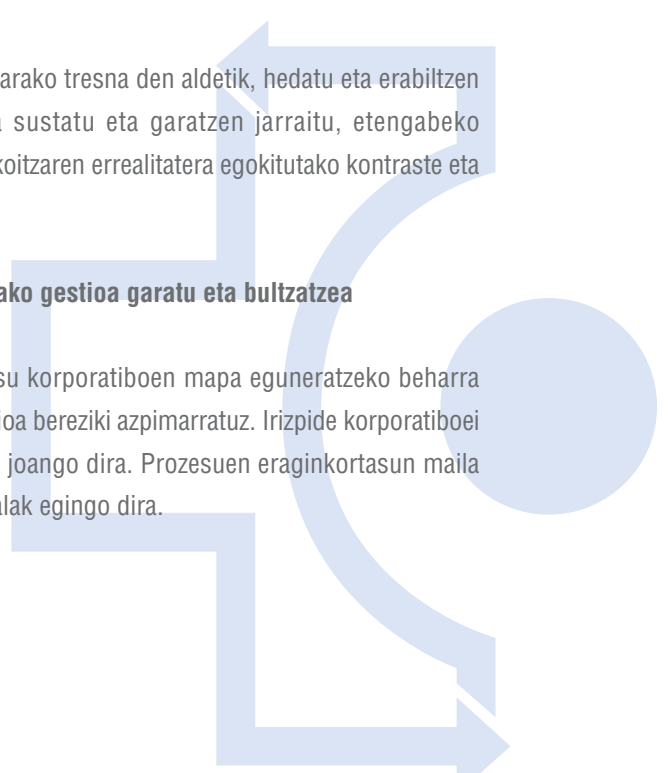 arako tresna den aldetik, hedatu eta erabiltzen
sustatu eta garatzen jarraitu, etengabeko
koitzaren errealitatera egokitutako kontraste eta
ako gestioa garatu eta bultzatzea
su korporatiboen mapa eguneratzeko beharra
ioa bereziki azpimarratuz. Irizpide korporatiboei
joango dira. Prozesuen eraginkortasun maila
alak egingo dira.